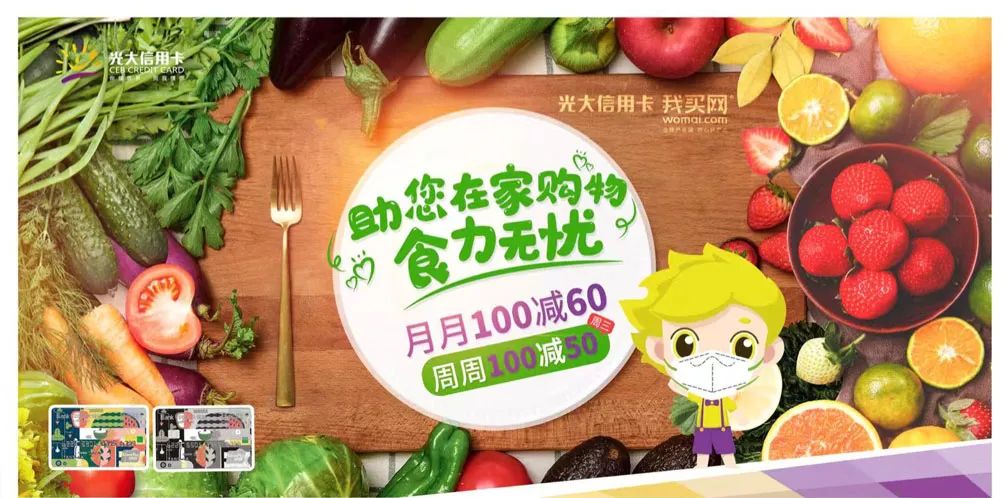 光大信用卡
CEB CREDIT CARD
光大信用卡 我买网
womai.com
助您在家购物
食力无忧
月月100减60
周三
周周100减50